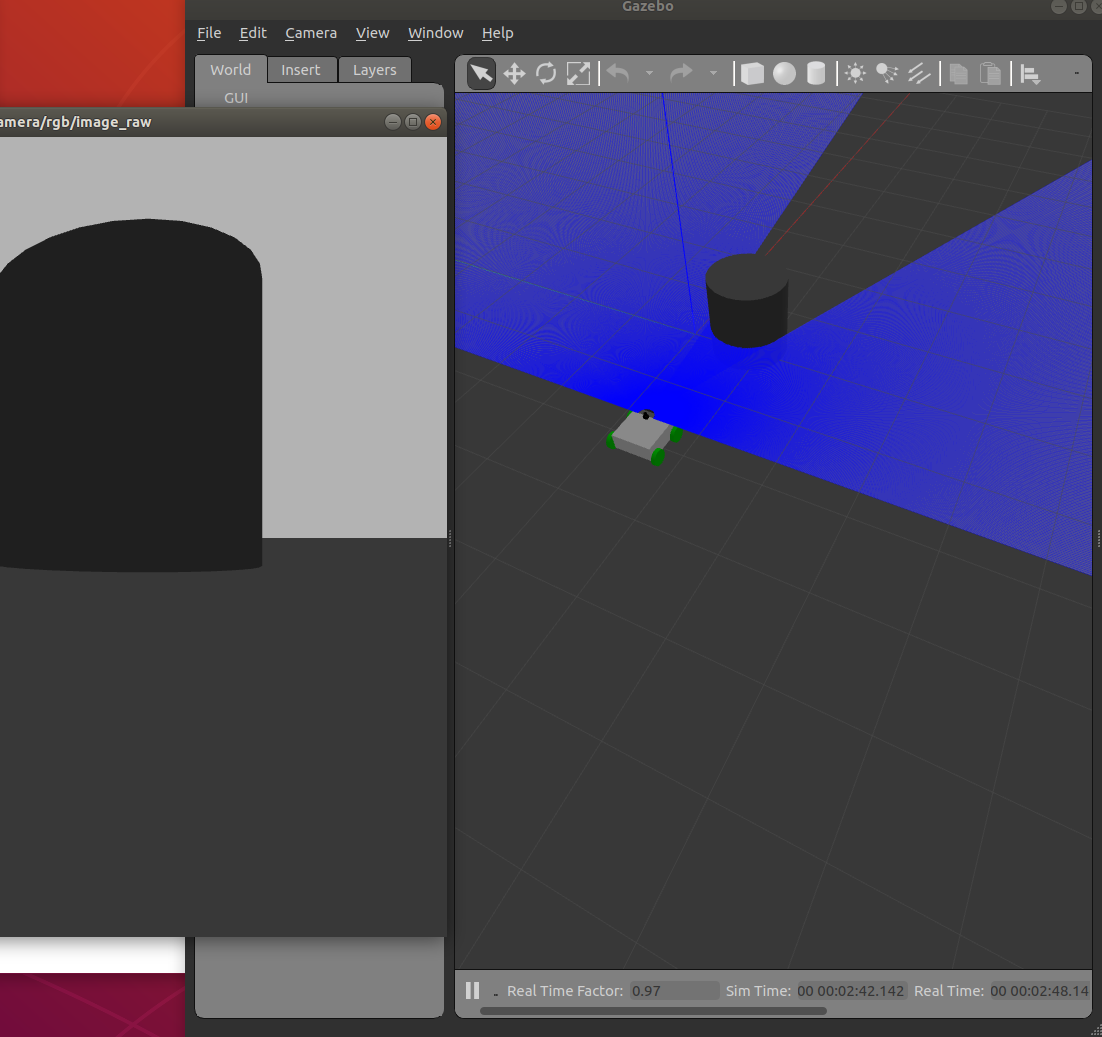 Gazebo
File Edit Camera View Window Help
World Insert Layers
GUI
amera/rgb/image_raw
Real Time Factor: 0.97 Sim Time: 00 00:02:42.142 Real Time: 00 00:02:48.14